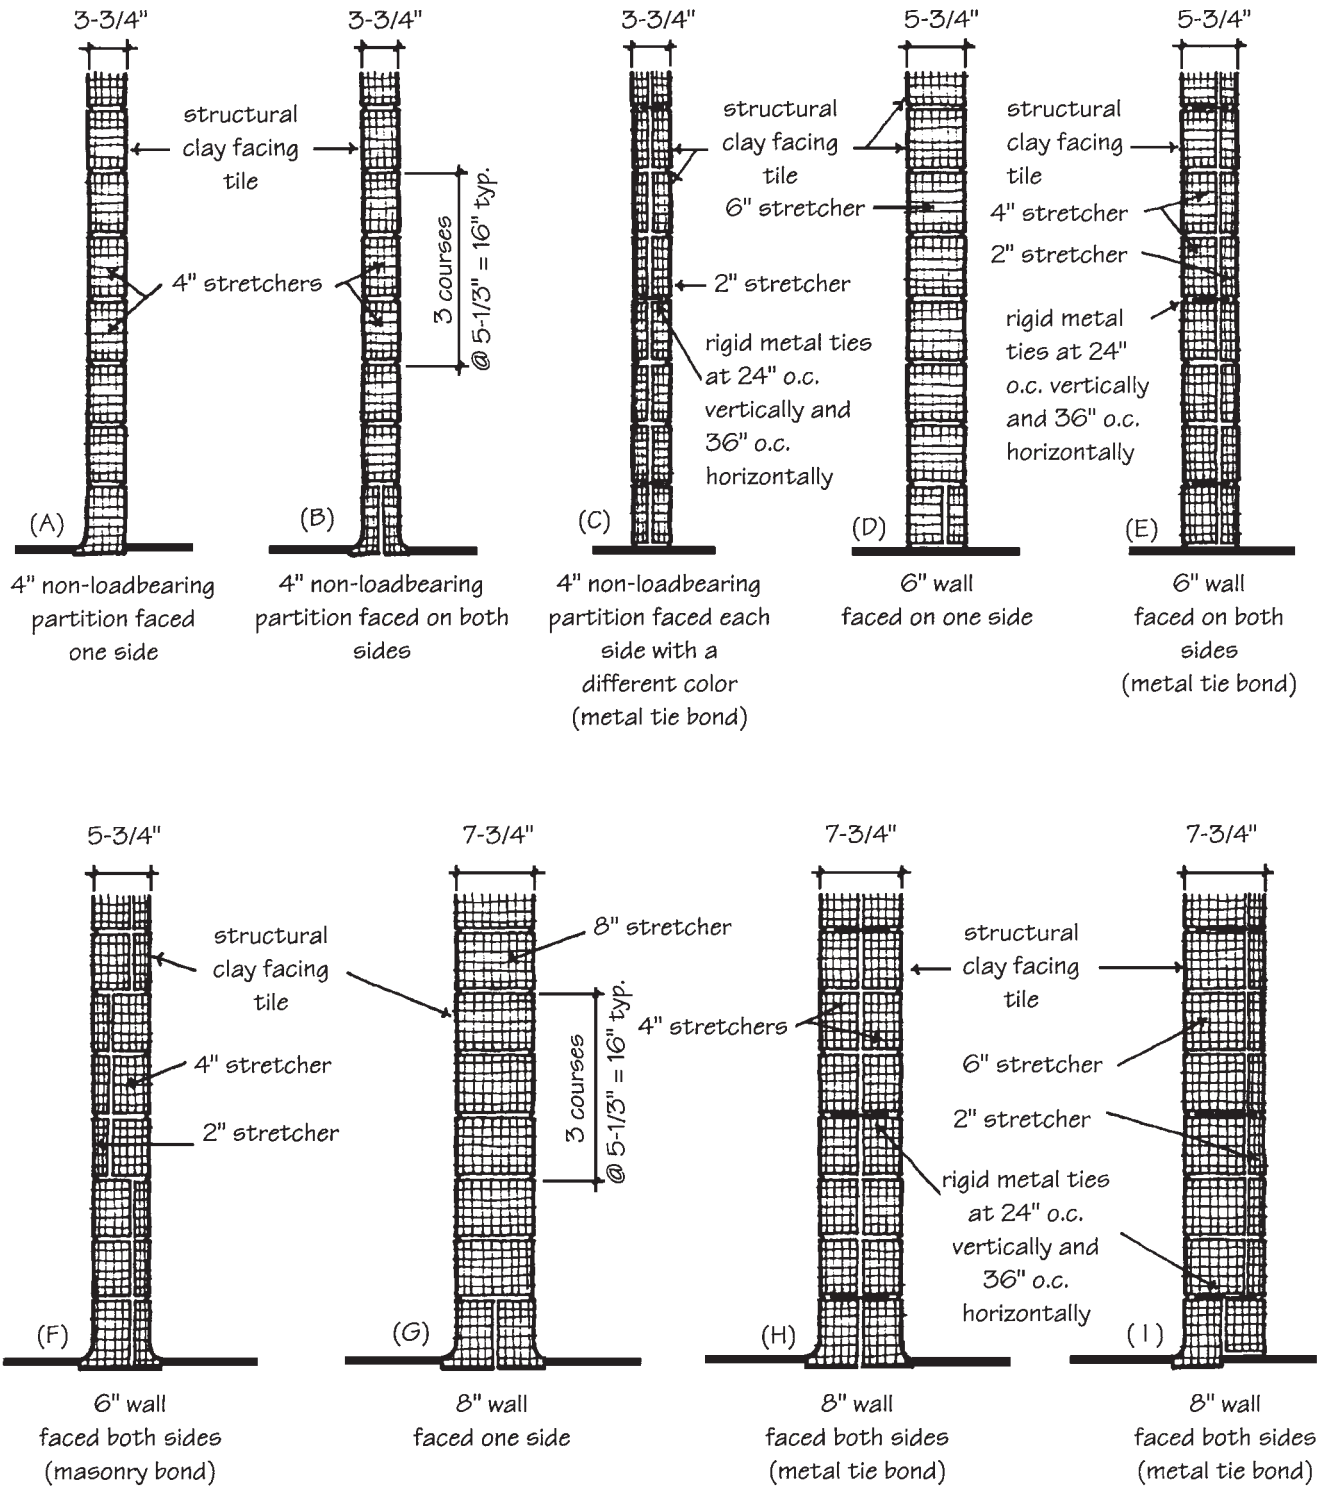 3-3/4"
3-3/4"
3-3/4"
5-3/4"
5-3/4"
structural
clay facing
tile
4" stretchers
3 courses
@ 5-1/3" = 16" typ.
structural
clay facing
tile
6" stretcher
2" stretcher
rigid metal ties
at 24" o.c.
vertically and
36" o.c.
horizontally
structural
clay facing
tile
4" stretcher
2" stretcher
rigid metal
ties at 24"
o.c. vertically
and 36" o.c.
horizontally
(A)
4" non-loadbearing
partition faced
one side
(B)
4" non-loadbearing
partition faced on both
sides
(C)
4" non-loadbearing
partition faced each
side with a
different color
(metal tie bond)
(D)
6" wall
faced on one side
(E)
6" wall
faced on both
sides
(metal tie bond)
5-3/4"
7-3/4"
7-3/4"
7-3/4"
structural
clay facing
tile
4" stretcher
2" stretcher
8" stretcher
3 courses
@ 5-1/3" = 16" typ.
4" stretchers
structural
clay facing
tile
6" stretcher
2" stretcher
rigid metal ties
at 24" o.c.
vertically and
36" o.c.
horizontally
(F)
6" wall
faced both sides
(masonry bond)
(G)
8" wall
faced one side
(H)
8" wall
faced both sides
(metal tie bond)
(I)
8" wall
faced both sides
(metal tie bond)